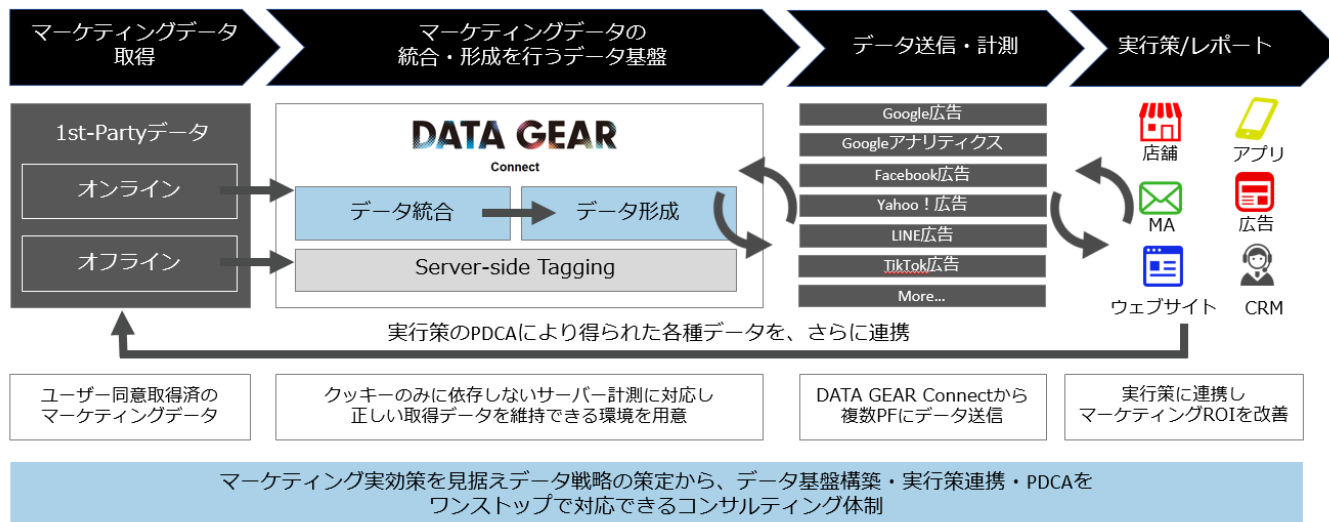 マーケティングデータ
取得
マーケティングデータの
統合・形成を行うデータ基盤
データ送信・計測
実行策/レポート
1st-Partyデータ
オンライン
オフライン
DATA GEAR
Connect
データ統合
データ形成
Server-side Tagging
Google広告
Googleアナリティクス
Facebook広告
Yahoo！広告
LINE広告
TikTok広告
More...
店舗
アプリ
MA
広告
ウェブサイト
CRM
実行策のPDCAにより得られた各種データを、さらに連携
ユーザー同意取得済の
マーケティングデータ
クッキーのみに依存しないサーバー計測に対応し
正しい取得データを維持できる環境を用意
DATA GEAR Connectから
複数PFにデータ送信
実行策に連携し
マーケティングROIを改善
マーケティング実効策を見据えデータ戦略の策定から、データ基盤構築・実行策連携・PDCAを
ワンストップで対応できるコンサルティング体制